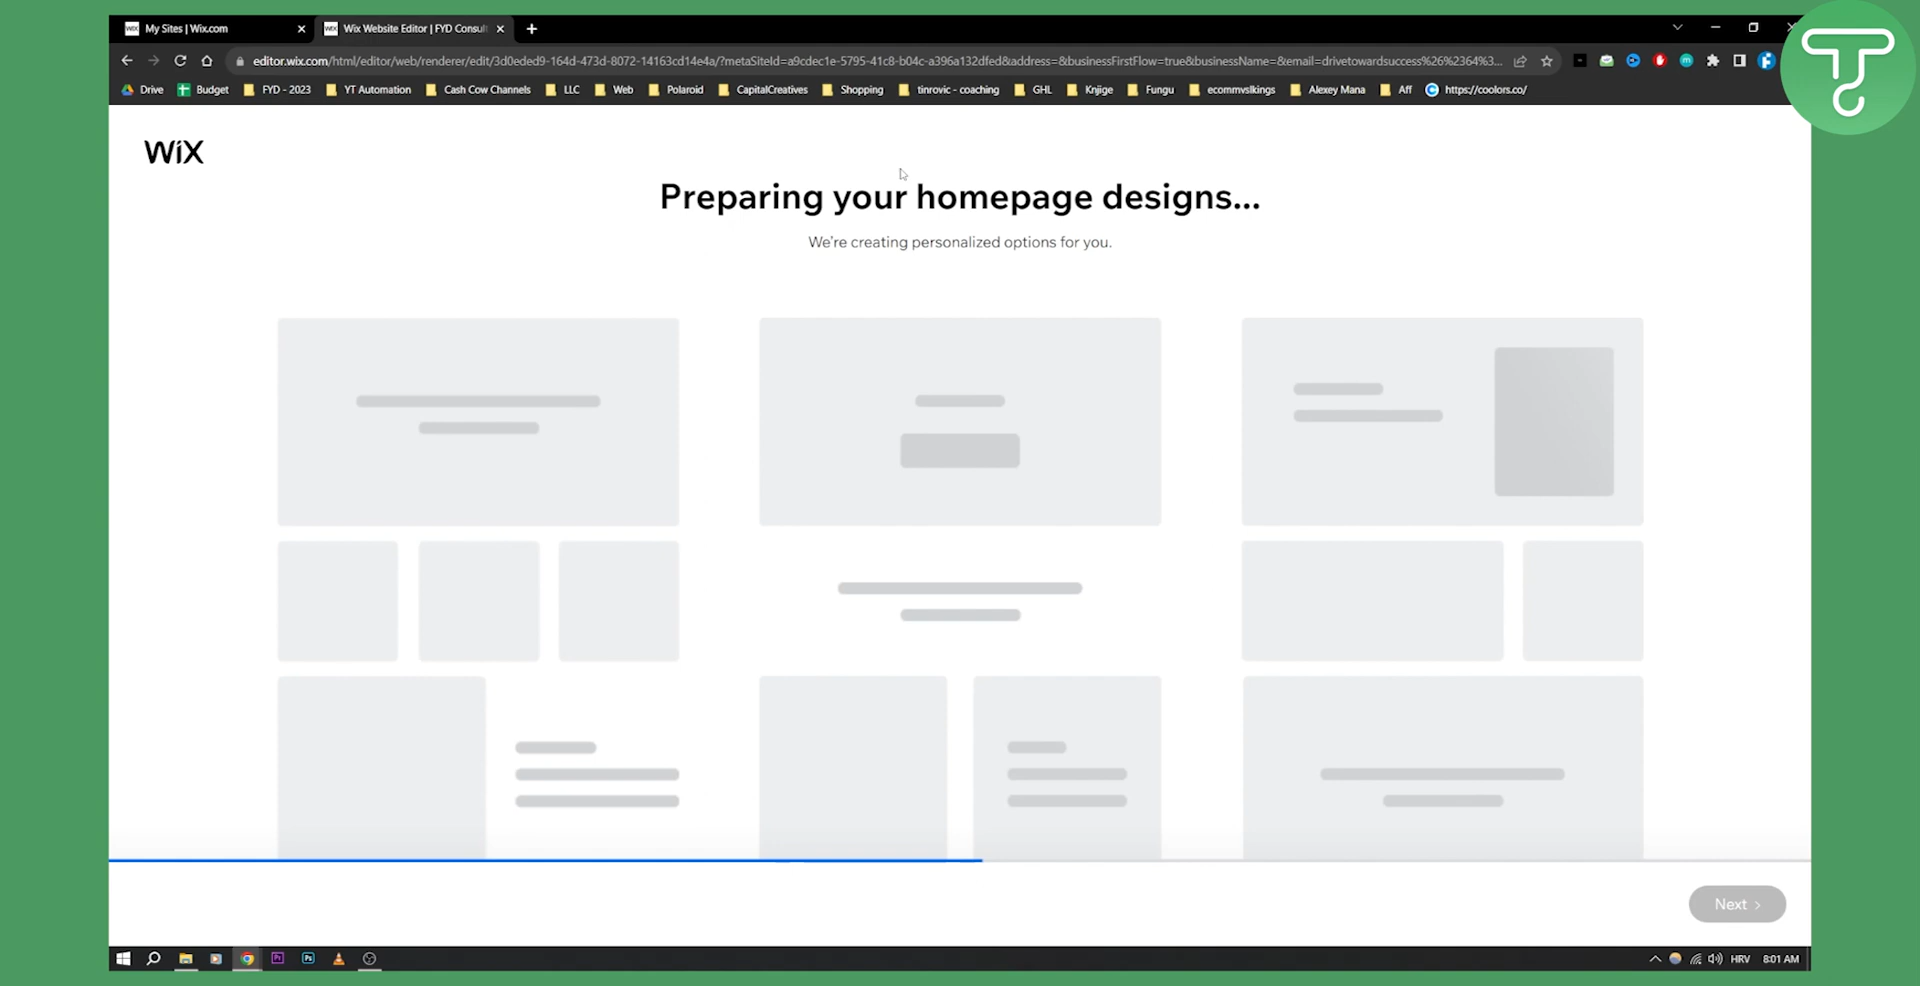 My Sites | Wix.com
Wix Website Editor | FYD Consul
editor.wix.com/html/editor/web/renderer/edit/3d0eded9-164d-473d-8072-14163cd14e4a/?metaSiteId=a9cdec1e-5795-41c8-b04c-a396a132dfed&address=&businessFirstFlow=true&businessName=&email=drivetowardsuccess%26%2364%3...
Drive Budget FYD - 2023 YT Automation Cash Cow Channels LLC Web Polaroid CapitalCreatives Shopping tinrovic - coaching GHL Knjige Fungu ecommvslkings Alexey Mana Aff https://coolors.co/
WiX
Preparing your homepage designs...
We're creating personalized options for you.
Next >
HRV 8:01 AM